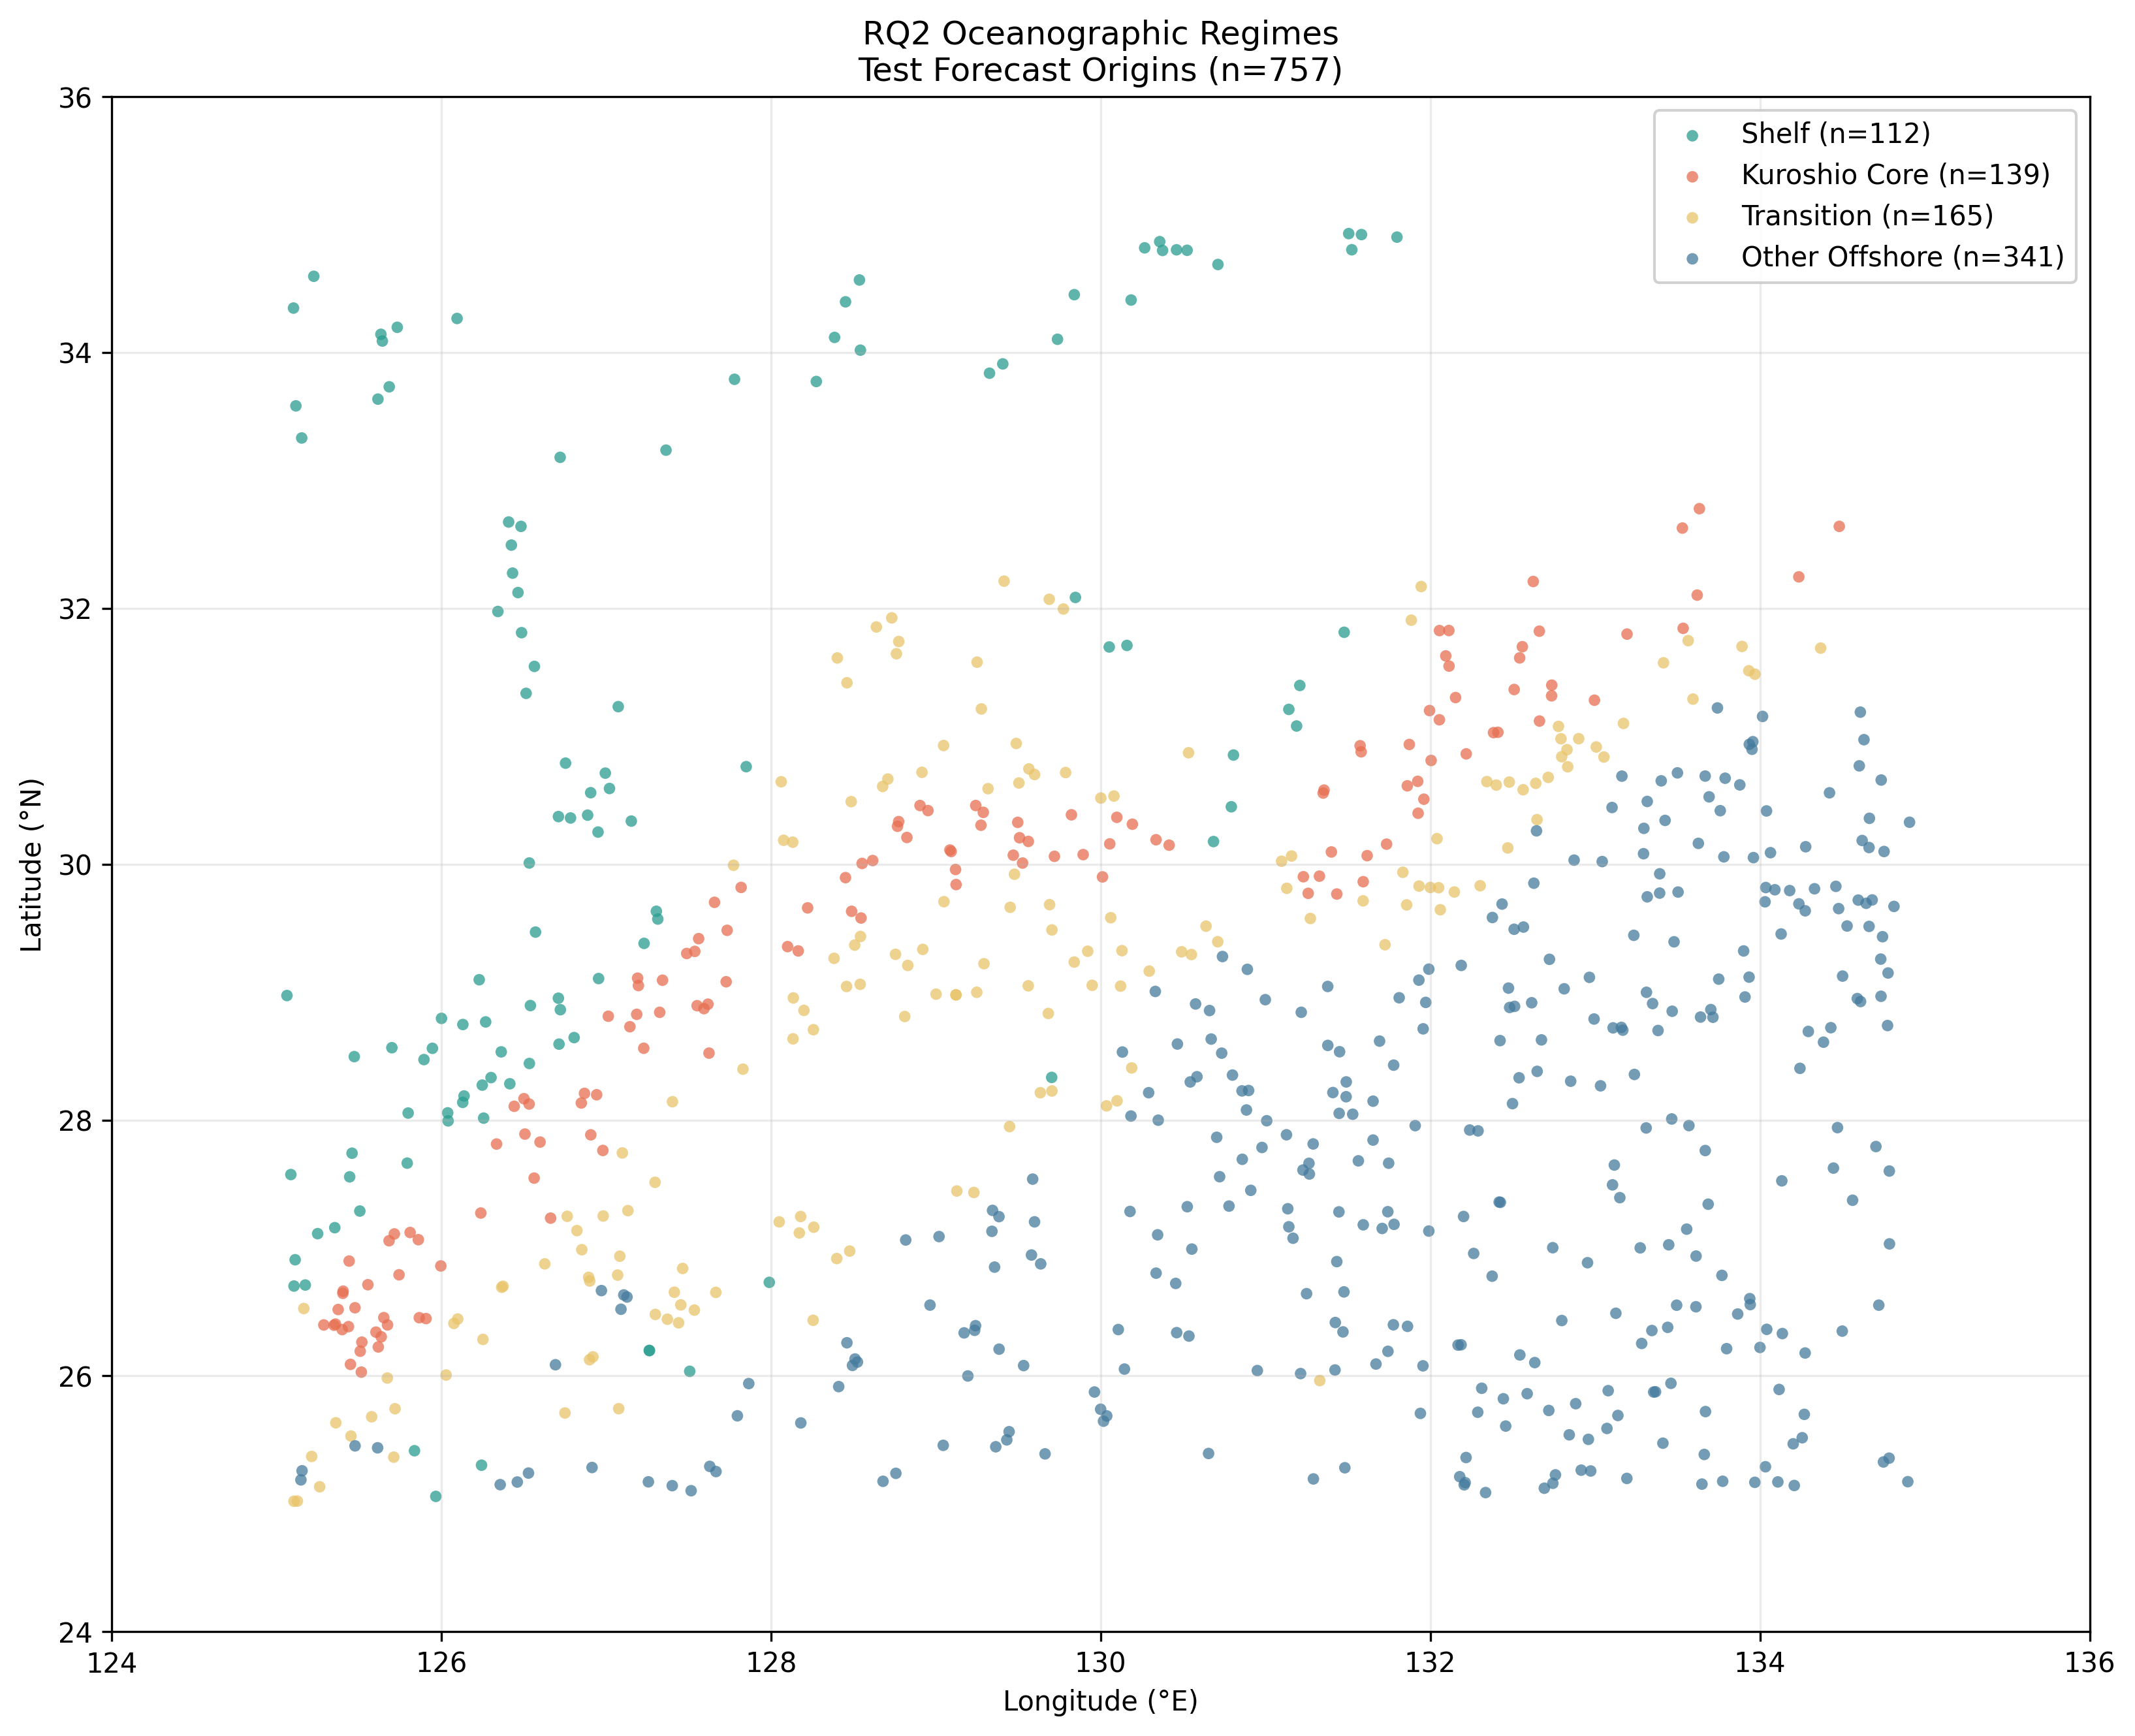 RQ2 Oceanographic Regimes
Test Forecast Origins (n=757)
Shelf (n=112)
Kuroshio Core (n=139)
Transition (n=165)
Other Offshore (n=341)
36
34
32
30
28
26
24
Latitude (°N)
124 126 128 130 132 134 136
Longitude (°E)